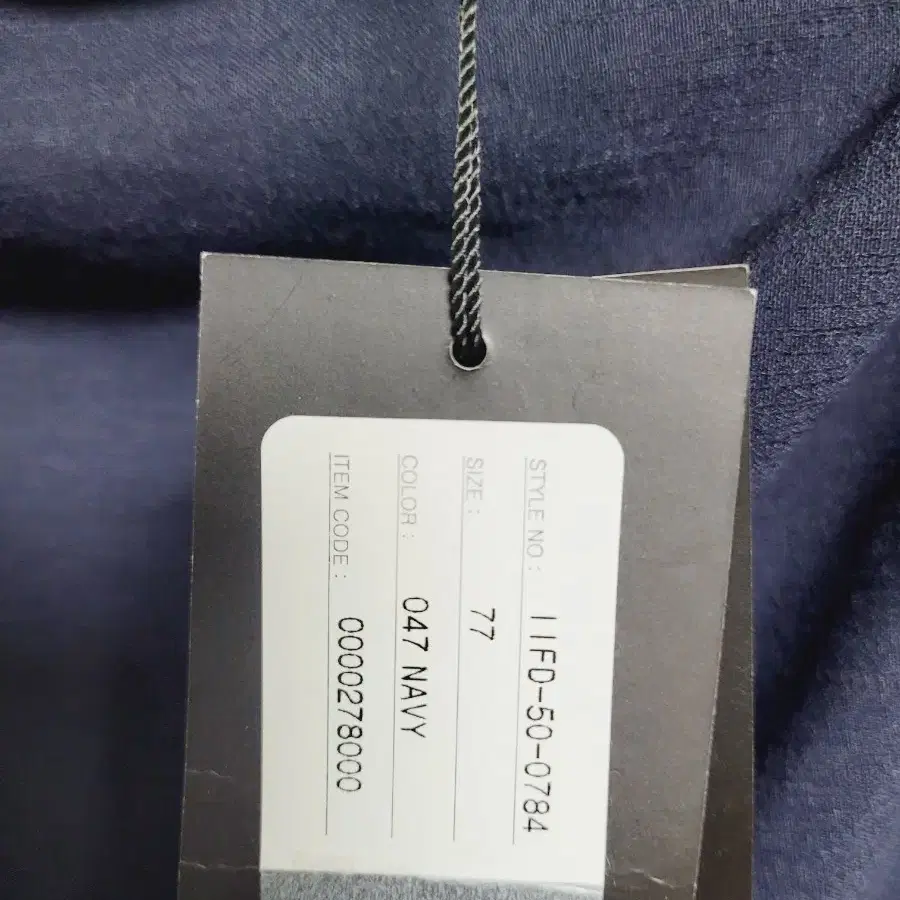 STYLE NO : 11FD-50-0784
SIZE : 77
COLOR : 047 NAVY
ITEM CODE : 0000278000